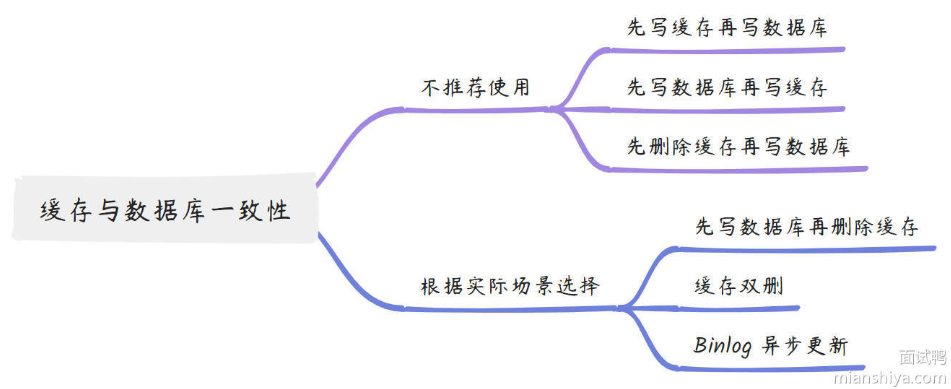 先写缓存再写数据库
不推荐使用
先写数据库再写缓存
先删除缓存再写数据库
缓存与数据库一致性
先写数据库再删除缓存
根据实际场景选择
缓存双删
Binlog 异步更新
面试鸭
mianshiya.com